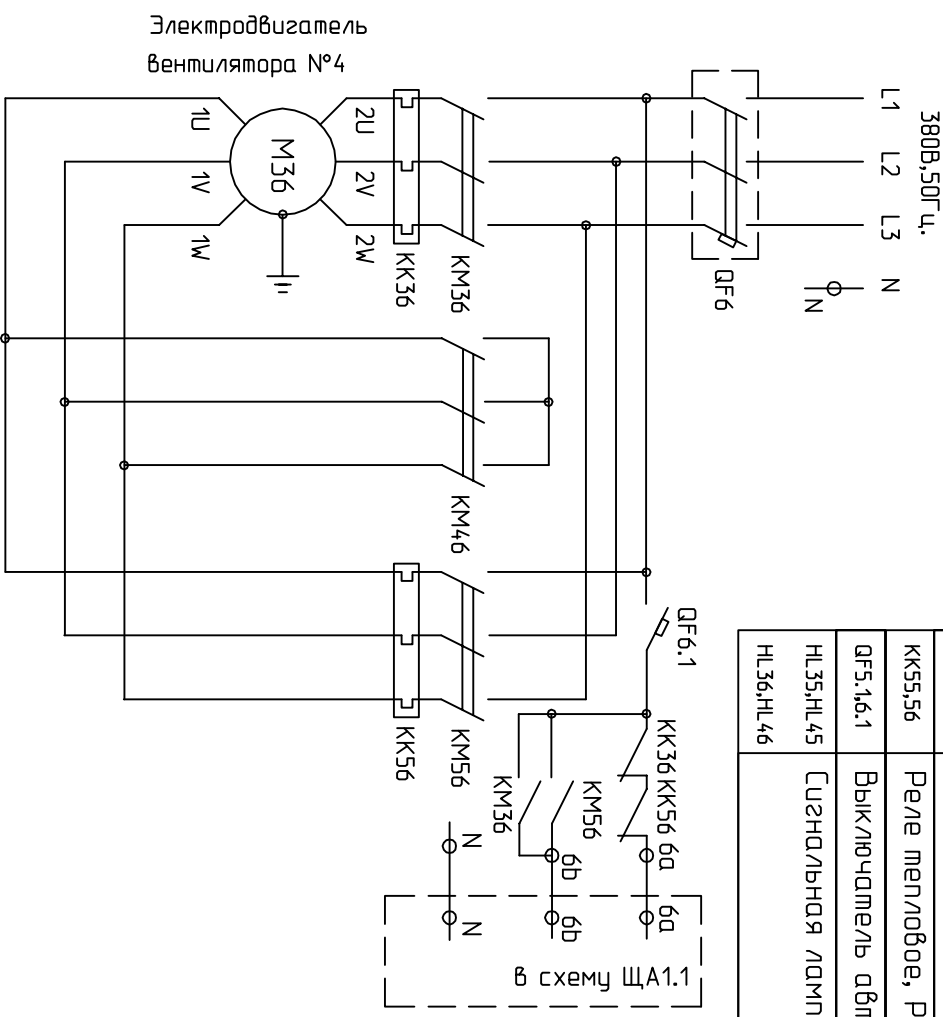 Электродвигатель
вентилятора №4
380В,50Гц.
L1
L2
L3
N
N
QF6
1U
1V
1W
M36
2U
2V
2W
KK36
KM36
KM46
KK56
KM56
QF6.1
KK36
KK56
KM36
KM56
6a
6a
6b
6b
N
N
в схему ЩА1.1
KK55,56
Реле тепловое, Р
QF5.1,6.1
Выключатель авт
HL35,HL45
Сигнальная ламп
HL36,HL46